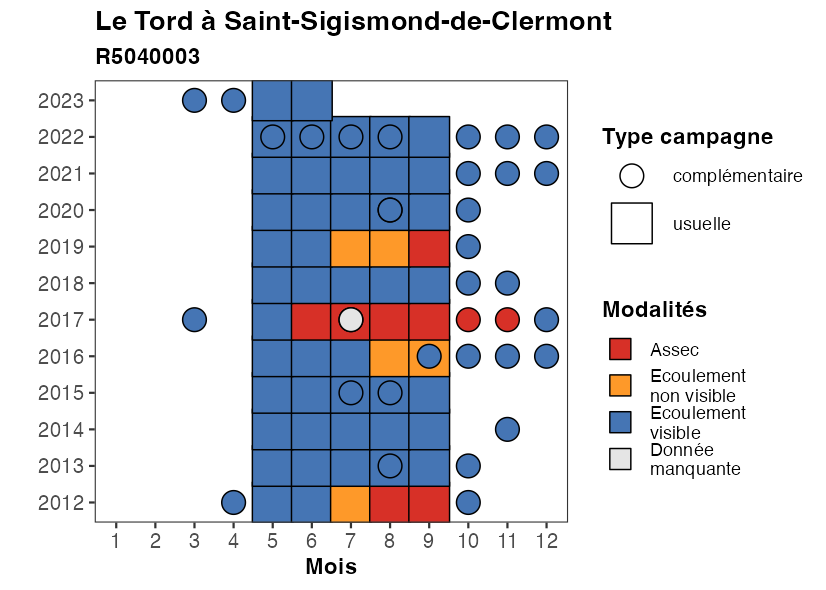 Le Tord à Saint-Sigismond-de-Clermont
R5040003
2023
2022
2021
2020
2019
2018
2017
2016
2015
2014
2013
2012
1 2 3 4 5 6 7 8 9 10 11 12
Mois
Type campagne
complémentaire
usuelle
Modalités
Assec
Ecoulement
non visible
Ecoulement
visible
Donnée
manquante